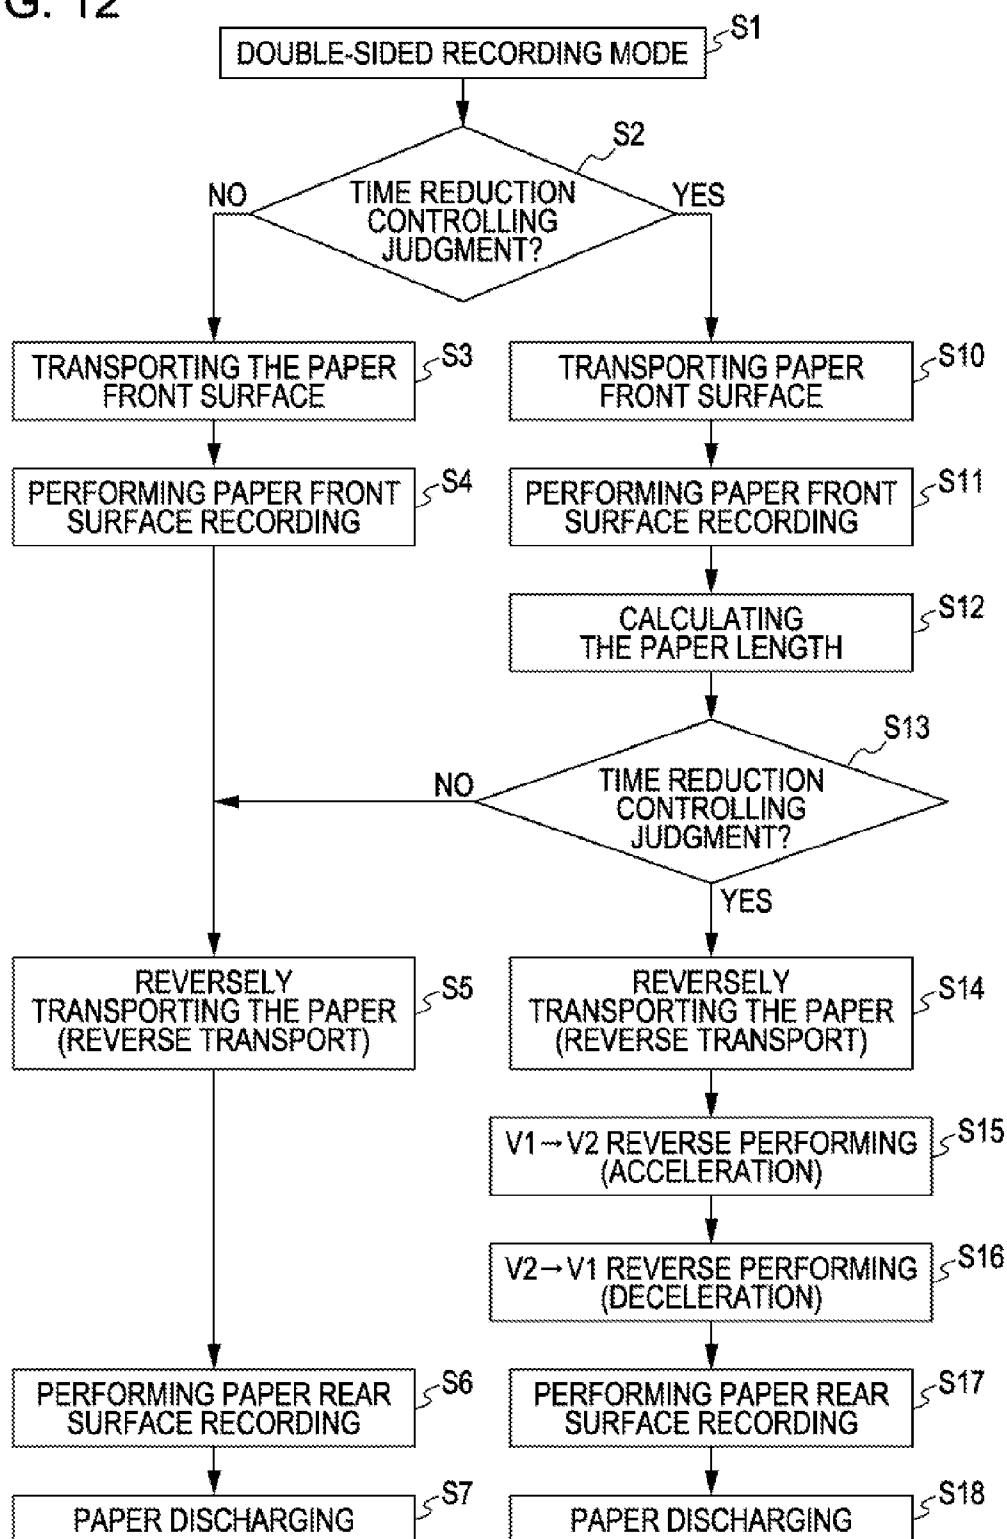 G. 12
DOUBLE-SIDED RECORDING MODE
S1
S2
TIME REDUCTION
CONTROLLING
JUDGMENT?
NO
YES
TRANSPORTING THE PAPER
FRONT SURFACE
S3
TRANSPORTING PAPER
FRONT SURFACE
S10
PERFORMING PAPER FRONT
SURFACE RECORDING
S4
PERFORMING PAPER FRONT
SURFACE RECORDING
S11
CALCULATING
THE PAPER LENGTH
S12
S13
TIME REDUCTION
CONTROLLING
JUDGMENT?
NO
YES
REVERSELY
TRANSPORTING THE PAPER
(REVERSE TRANSPORT)
S5
REVERSELY
TRANSPORTING THE PAPER
(REVERSE TRANSPORT)
S14
V1→V2 REVERSE PERFORMING
(ACCELERATION)
S15
V2→V1 REVERSE PERFORMING
(DECELERATION)
S16
PERFORMING PAPER REAR
SURFACE RECORDING
S6
PERFORMING PAPER REAR
SURFACE RECORDING
S17
PAPER DISCHARGING
S7
PAPER DISCHARGING
S18